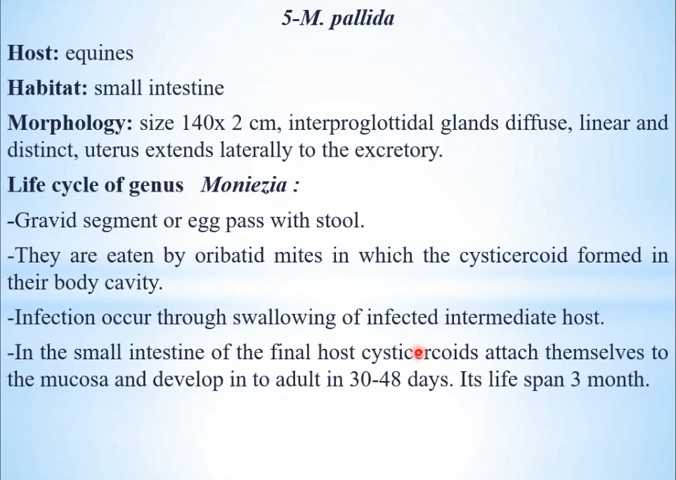 5-M. pallida
Host: equines
Habitat: small intestine
Morphology: size 140x 2 cm, interproglottidal glands diffuse, linear and
distinct, uterus extends laterally to the excretory.
Life cycle of genus Moniezia :
-Gravid segment or egg pass with stool.
-They are eaten by oribatid mites in which the cysticercoid formed in
their body cavity.
-Infection occur through swallowing of infected intermediate host.
-In the small intestine of the final host cysticercoids attach themselves to
the mucosa and develop in to adult in 30-48 days. Its life span 3 month.